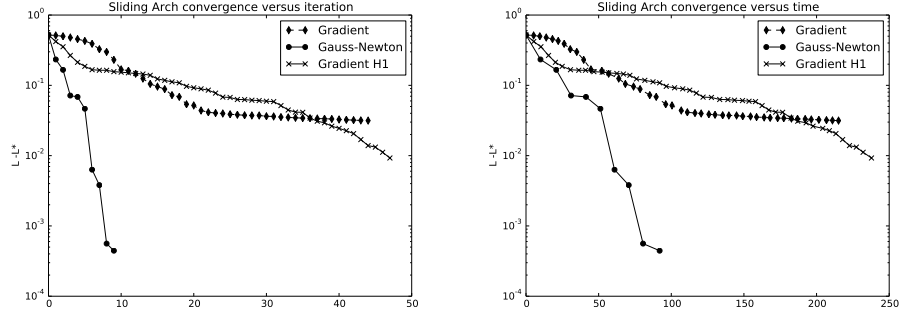 Sliding Arch convergence versus iteration
10^0
10^-1
10^-2
10^-3
10^-4
L -L*
0 10 20 30 40 50
Gradient
Gauss-Newton
Gradient H1
Sliding Arch convergence versus time
10^0
10^-1
10^-2
10^-3
10^-4
L -L*
0 50 100 150 200 250
Gradient
Gauss-Newton
Gradient H1